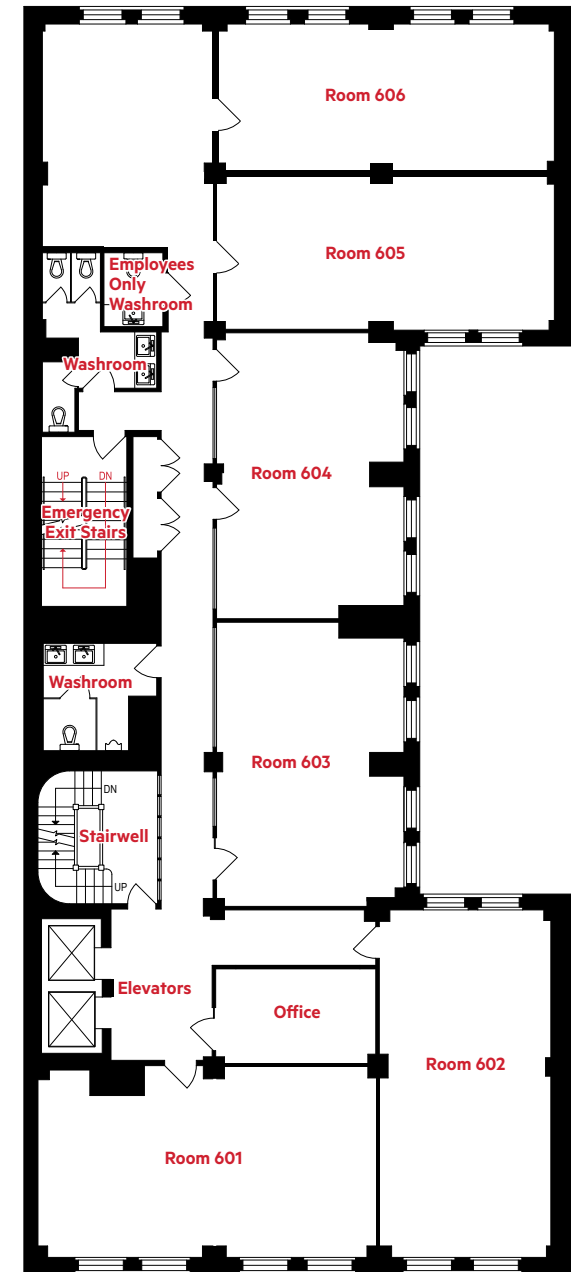 Room 606
Room 605
Employees
Only
Washroom
Washroom
Room 604
UP
DN
Emergency
Exit Stairs
Washroom
Room 603
DN
Stairwell
UP
Elevators
Office
Room 602
Room 601